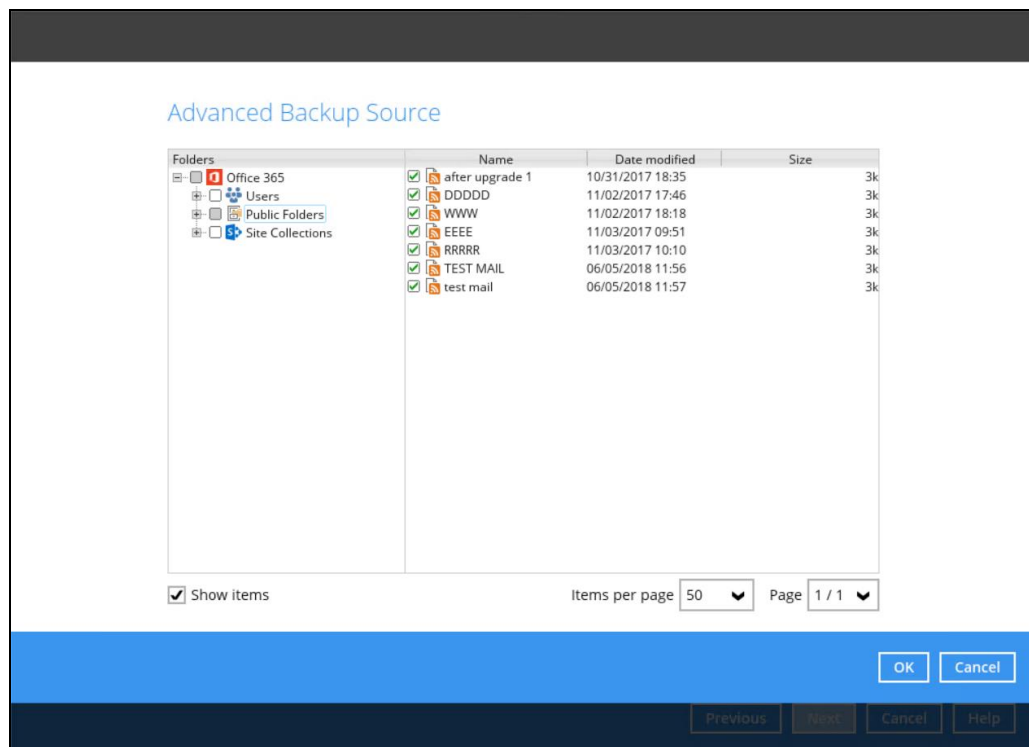 Advanced Backup Source
Folders Name Date modified Size
Office 365 after upgrade 1 10/31/2017 18:35 3k
Users DDDDD 11/02/2017 17:46 3k
Public Folders WWW 11/02/2017 18:18 3k
Site Collections EEEE 11/03/2017 09:51 3k
RRRRR 11/03/2017 10:10 3k
TEST MAIL 06/05/2018 11:56 3k
test mail 06/05/2018 11:57 3k
Show items Items per page 50 Page 1 / 1
OK Cancel
Previous Next Cancel Help